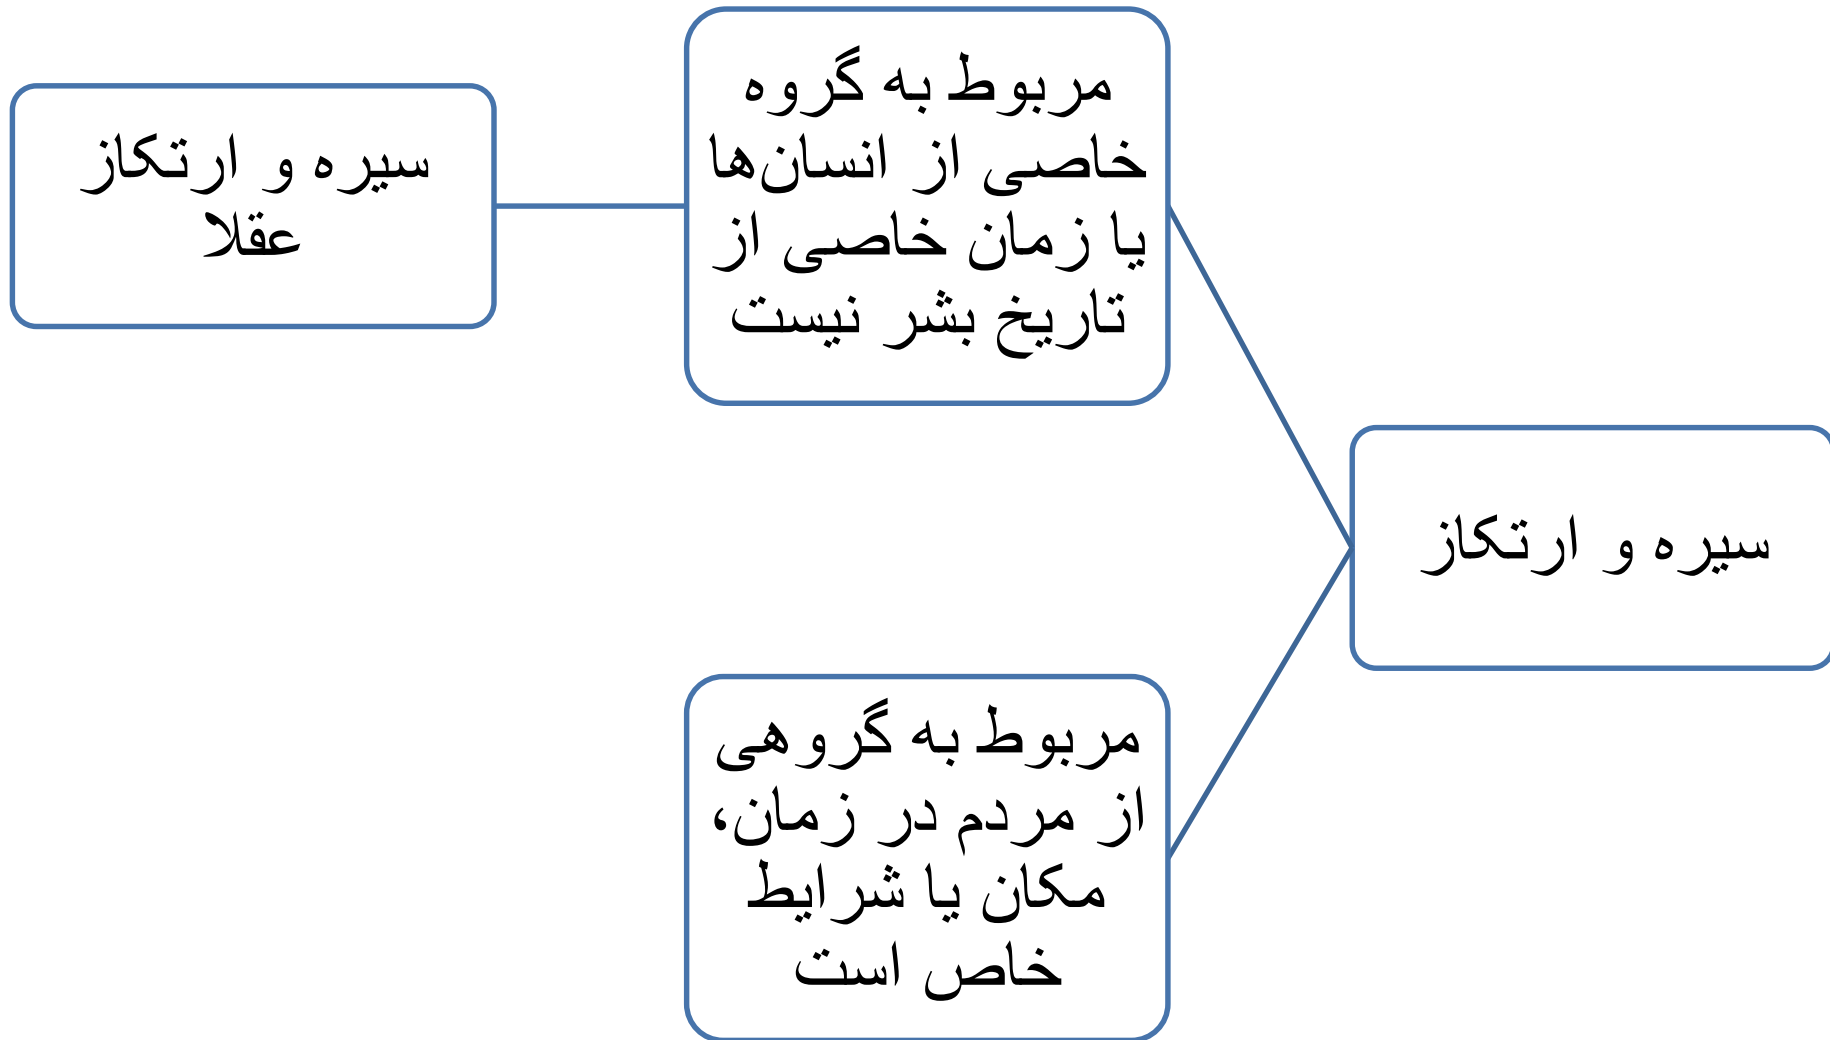 سیره و ارتکاز
مربوط به گروه
خاصی از انسان‌ها
یا زمان خاصی از
تاریخ بشر نیست
سیره و ارتکاز
عقلا
مربوط به گروهی
از مردم در زمان،
مکان یا شرایط
خاص است